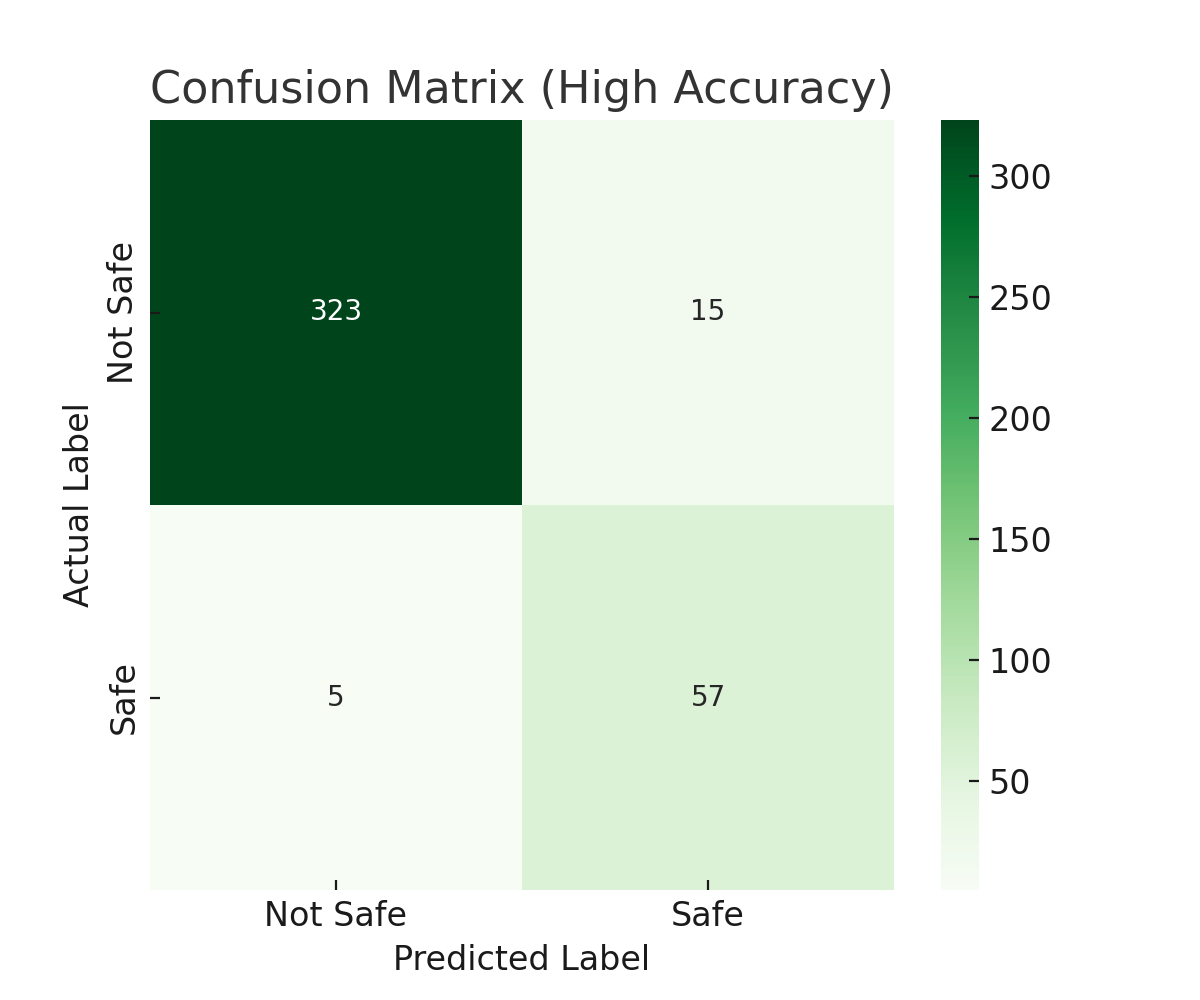 Confusion Matrix (High Accuracy)
Actual Label
Not Safe
323
15
Safe
5
57
Not Safe
Safe
Predicted Label
300
250
200
150
100
50